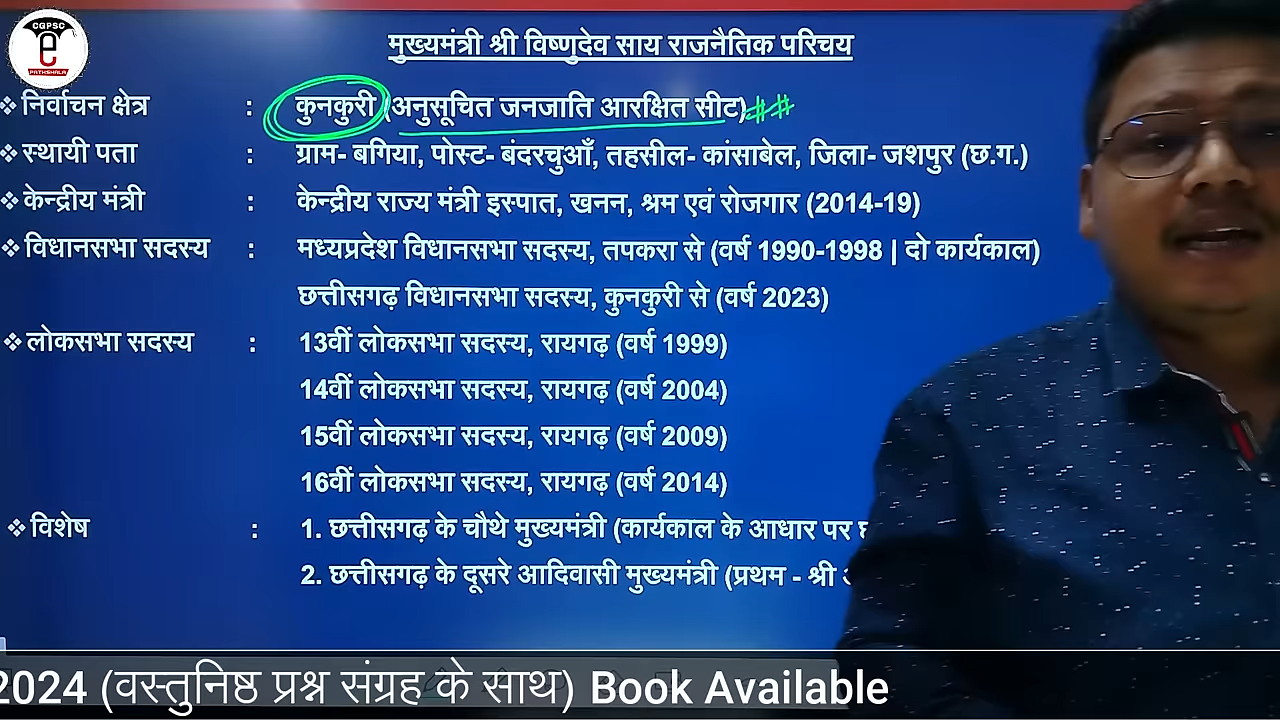 CGPSC
e
PATHSHALA
मुख्यमंत्री श्री विष्णुदेव साय राजनैतिक परिचय
❖ निर्वाचन क्षेत्र : कुनकुरी (अनुसूचित जनजाति आरक्षित सीट) ##
❖ स्थायी पता : ग्राम- बगिया, पोस्ट- बंदरचुआँ, तहसील- कांसाबेल, जिला- जशपुर (छ.ग.)
❖ केन्द्रीय मंत्री : केन्द्रीय राज्य मंत्री इस्पात, खनन, श्रम एवं रोजगार (2014-19)
❖ विधानसभा सदस्य : मध्यप्रदेश विधानसभा सदस्य, तपकरा से (वर्ष 1990-1998 | दो कार्यकाल)
छत्तीसगढ़ विधानसभा सदस्य, कुनकुरी से (वर्ष 2023)
❖ लोकसभा सदस्य : 13वीं लोकसभा सदस्य, रायगढ़ (वर्ष 1999)
14वीं लोकसभा सदस्य, रायगढ़ (वर्ष 2004)
15वीं लोकसभा सदस्य, रायगढ़ (वर्ष 2009)
16वीं लोकसभा सदस्य, रायगढ़ (वर्ष 2014)
❖ विशेष : 1. छत्तीसगढ़ के चौथे मुख्यमंत्री (कार्यकाल के आधार पर
2. छत्तीसगढ़ के दूसरे आदिवासी मुख्यमंत्री (प्रथम - श्री
2024 (वस्तुनिष्ठ प्रश्न संग्रह के साथ) Book Available